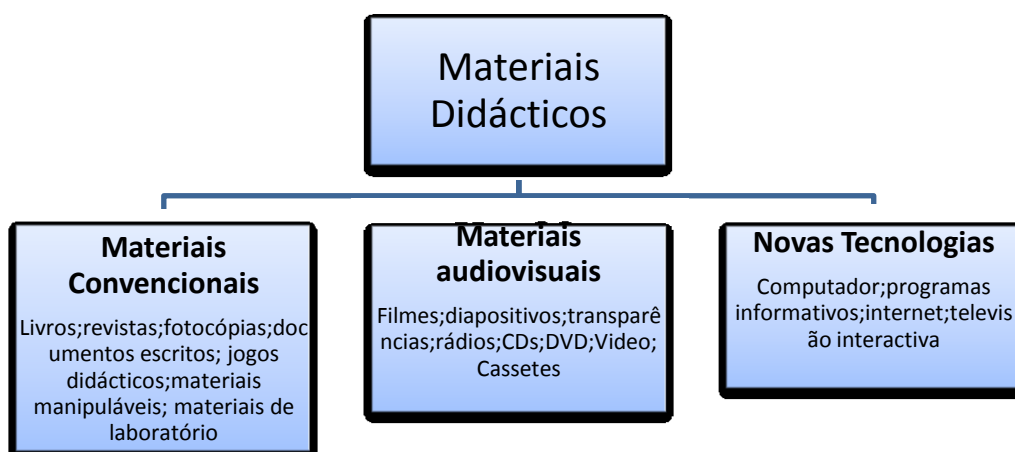 Materiais
Didácticos
Materiais
Convencionais
Livros;revistas;fotocópias;doc
umentos escritos; jogos
didácticos;materiais
manipuláveis; materiais de
laboratório
Materiais
audiovisuais
Filmes;diapositivos;transparê
ncias;rádios;CDs;DVD;Video;
Cassetes
Novas Tecnologias
Computador;programas
informativos;internet;televis
ão interactiva